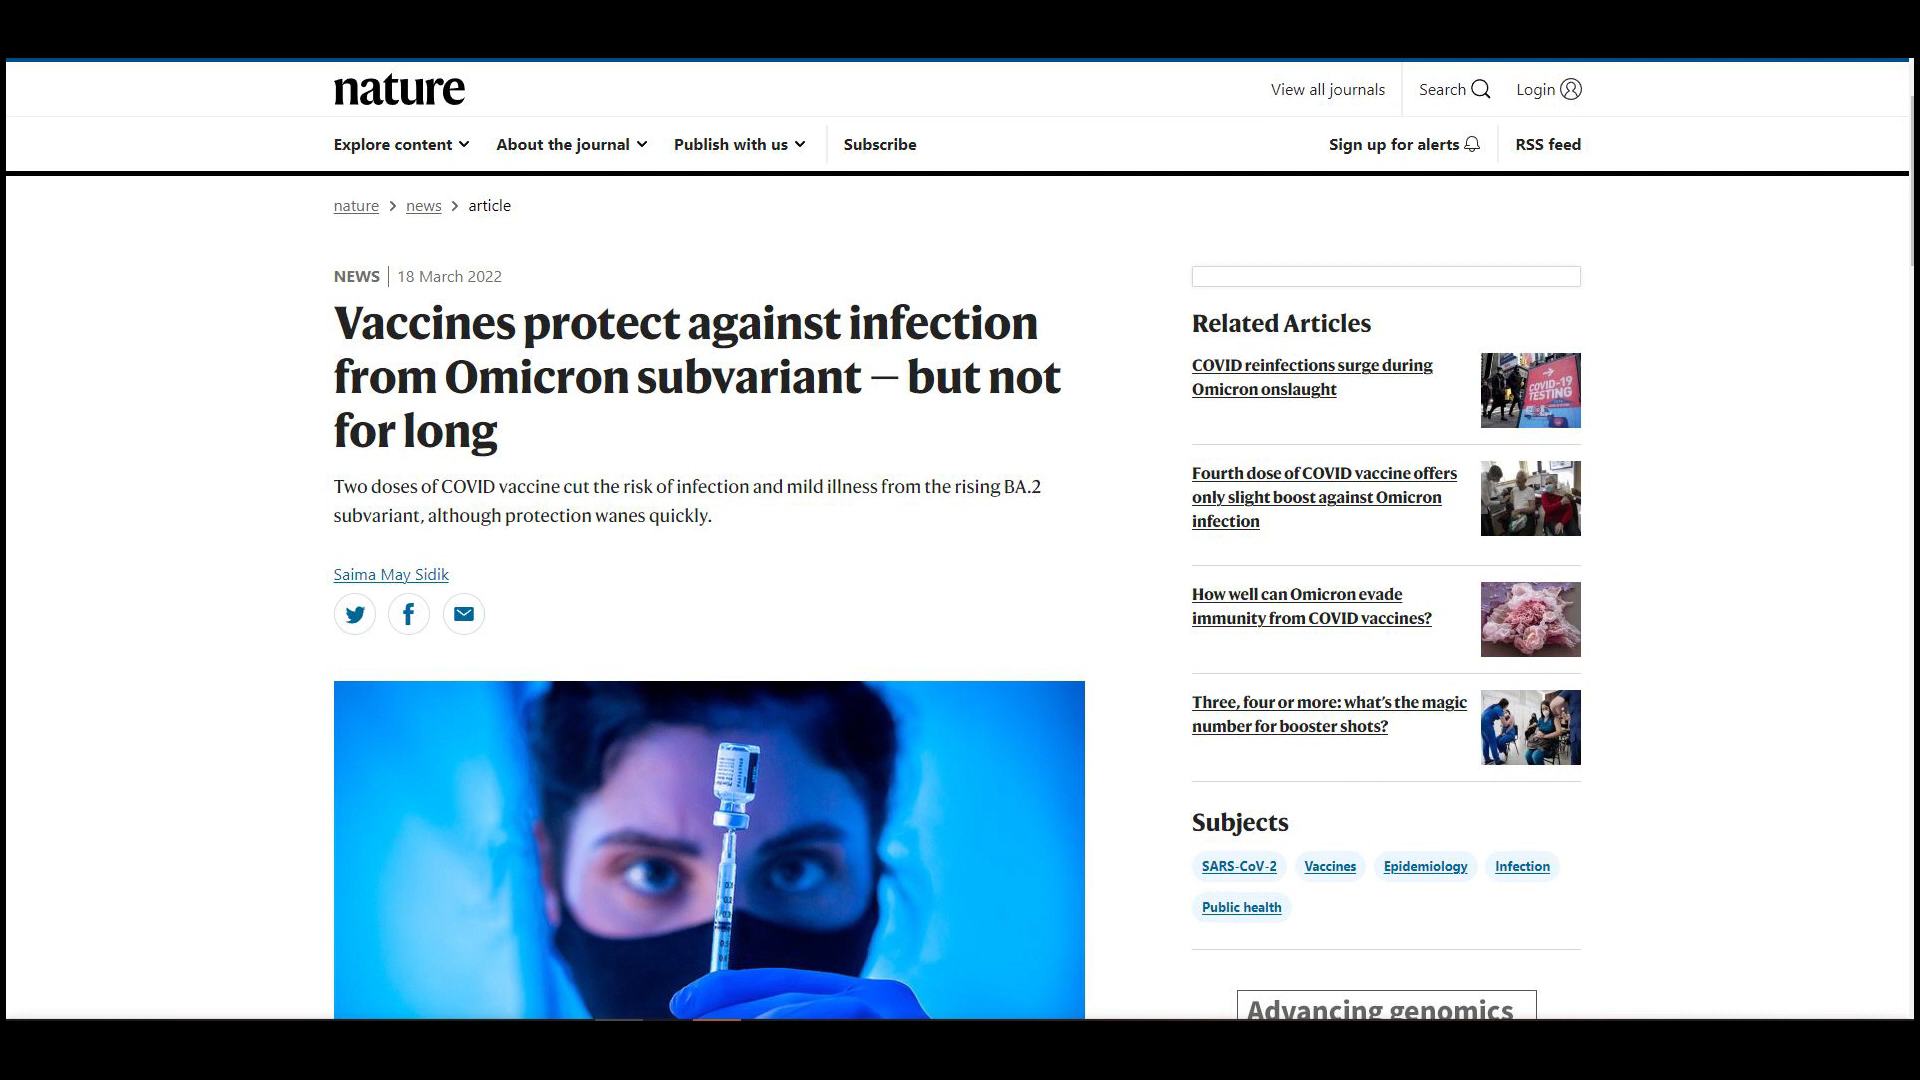 nature
View all journals
Search
Login
Explore content
About the journal
Publish with us
Subscribe
Sign up for alerts
RSS feed
nature > news > article
NEWS | 18 March 2022
Vaccines protect against infection
from Omicron subvariant — but not
for long
Two doses of COVID vaccine cut the risk of infection and mild illness from the rising BA.2
subvariant, although protection wanes quickly.
Saima May Sidik
Related Articles
COVID reinfections surge during
Omicron onslaught
COVID-19
TESTING
Fourth dose of COVID vaccine offers
only slight boost against Omicron
infection
How well can Omicron evade
immunity from COVID vaccines?
Three, four or more: what's the magic
number for booster shots?
Subjects
SARS-CoV-2
Vaccines
Epidemiology
Infection
Public health
Advancing genomics